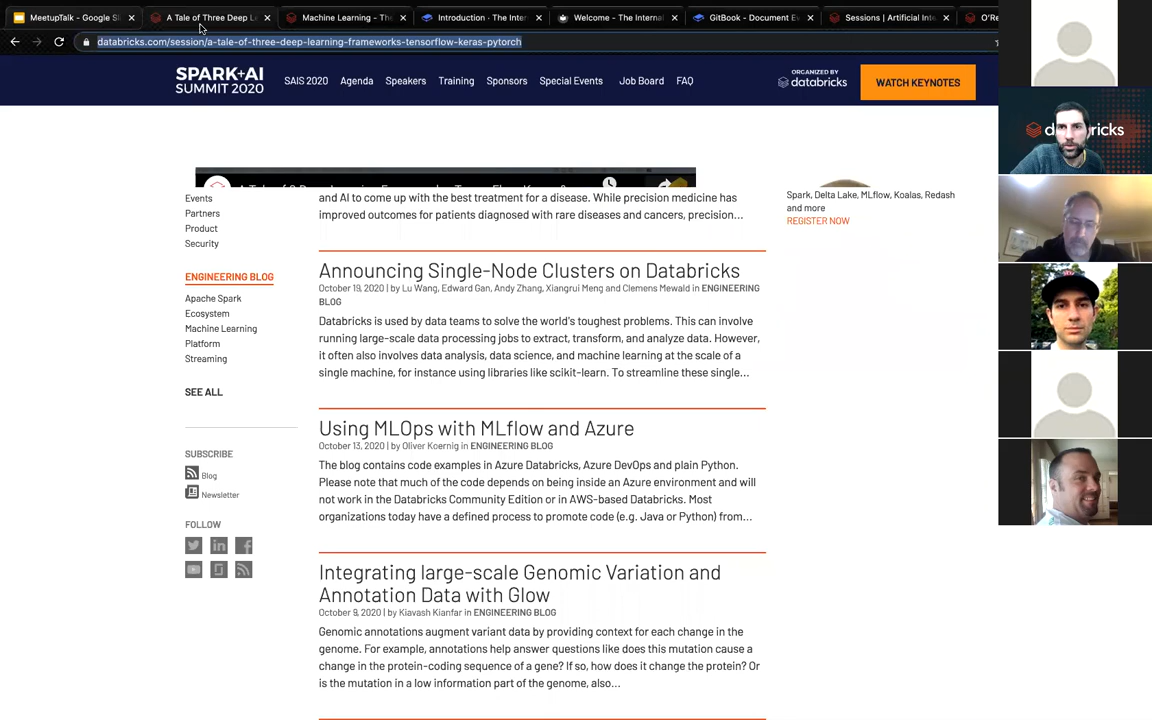 MeetupTalk - Google Sl
A Tale of Three Deep L
Machine Learning - The
Introduction · The Inter
Welcome - The Internal
GitBook - Document Ev
Sessions | Artificial Inte
O'Re
databricks.com/session/a-tale-of-three-deep-learning-frameworks-tensorflow-keras-pytorch
SPARK+AI
SUMMIT 2020
SAIS 2020
Agenda
Speakers
Training
Sponsors
Special Events
Job Board
FAQ
ORGANIZED BY
databricks
WATCH KEYNOTES
Events
Partners
Product
Security
ENGINEERING BLOG
Apache Spark
Ecosystem
Machine Learning
Platform
Streaming
SEE ALL
SUBSCRIBE
Blog
Newsletter
FOLLOW
and AI to come up with the best treatment for a disease. While precision medicine has
improved outcomes for patients diagnosed with rare diseases and cancers, precision...
Announcing Single-Node Clusters on Databricks
October 19, 2020 | by Lu Wang, Edward Gan, Andy Zhang, Xiangrui Meng and Clemens Mewald in ENGINEERING
BLOG
Databricks is used by data teams to solve the world's toughest problems. This can involve
running large-scale data processing jobs to extract, transform, and analyze data. However,
it often also involves data analysis, data science, and machine learning at the scale of a
single machine, for instance using libraries like scikit-learn. To streamline these single...
Using MLOps with MLflow and Azure
October 13, 2020 | by Oliver Koernig in ENGINEERING BLOG
The blog contains code examples in Azure Databricks, Azure DevOps and plain Python.
Please note that much of the code depends on being inside an Azure environment and will
not work in the Databricks Community Edition or in AWS-based Databricks. Most
organizations today have a defined process to promote code (e.g. Java or Python) from...
Integrating large-scale Genomic Variation and
Annotation Data with Glow
October 9, 2020 | by Kiavash Kianfar in ENGINEERING BLOG
Genomic annotations augment variant data by providing context for each change in the
genome. For example, annotations help answer questions like does this mutation cause a
change in the protein-coding sequence of a gene? If so, how does it change the protein? Or
is the mutation in a low information part of the genome, also...
Spark, Delta Lake, MLflow, Koalas, Redash
and more
REGISTER NOW